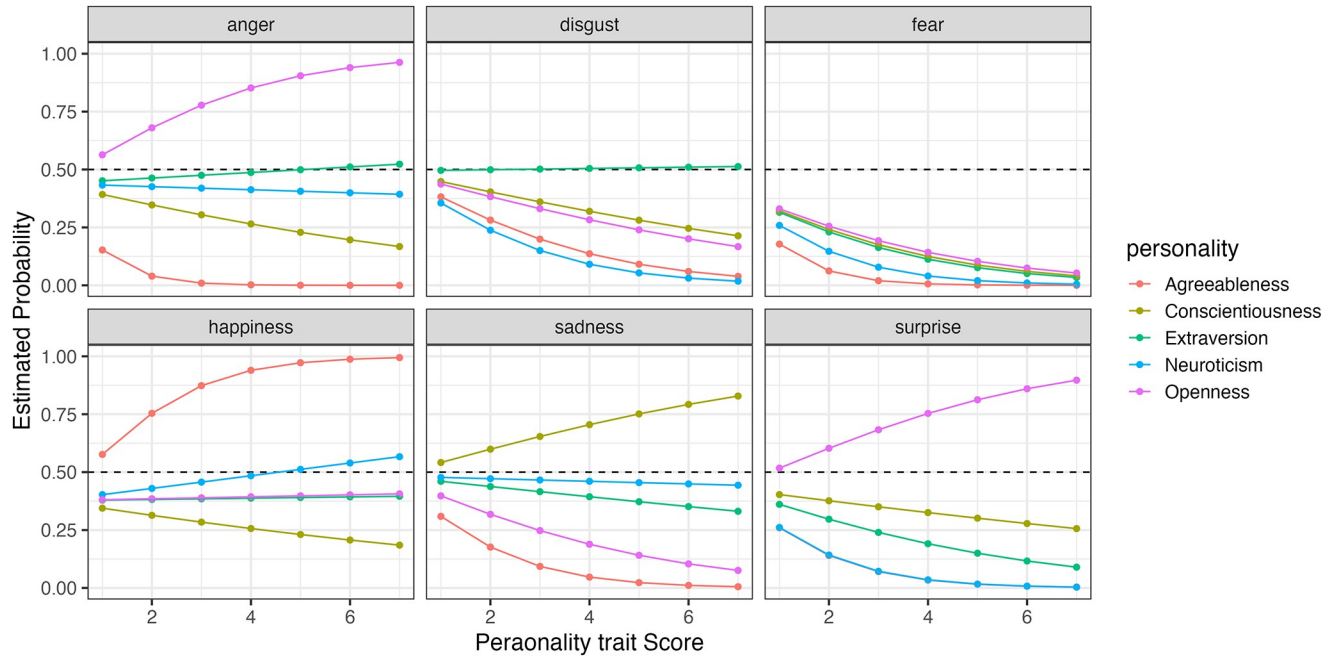 anger disgust fear
1.00
0.75
0.50
0.25
0.00
happiness sadness surprise
1.00
0.75
0.50
0.25
0.00
2 4 6 2 4 6 2 4 6
Peraonality trait Score
Estimated Probability
personality
Agreeableness
Conscientiousness
Extraversion
Neuroticism
Openness